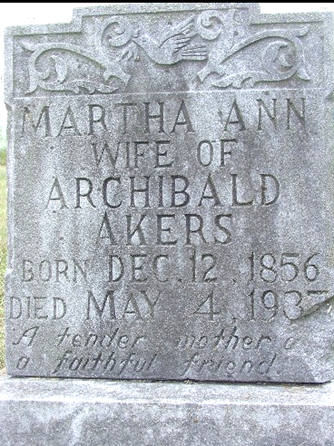 MARTHA ANN
WIFE OF
ARCHIBALD
AKERS
BORN DEC. 12, 1856
DIED MAY 4, 1937
A tender mother &
a faithful friend.